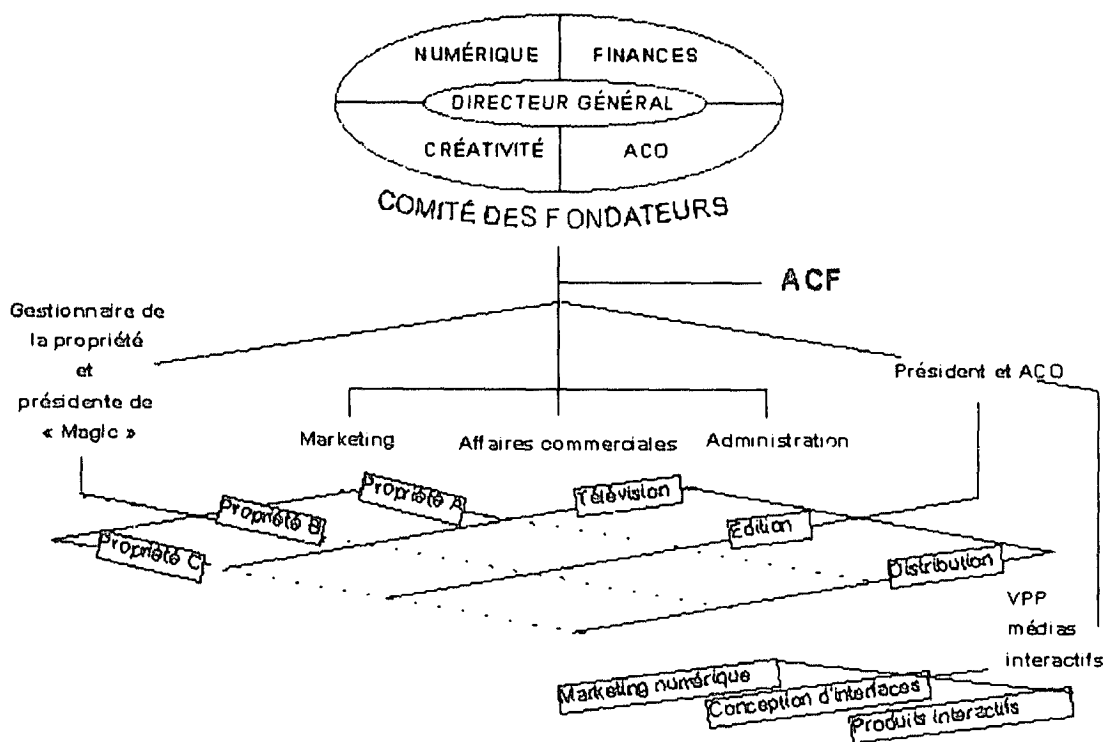 NUMÉRIQUE
FINANCES
DIRECTEUR GÉNÉRAL
CRÉATIVITÉ
ACO
COMITÉ DES FONDATEURS
ACF
Gestionnaire de
la propriété
et
présidente de
« Magic »
Président et ACO
Marketing
Affaires commerciales
Administration
Propriété A
Propriété B
Propriété C
Télévision
Édition
Distribution
VPP
médias
interactifs
Marketing numérique
Conception d'interfaces
Produits interactifs